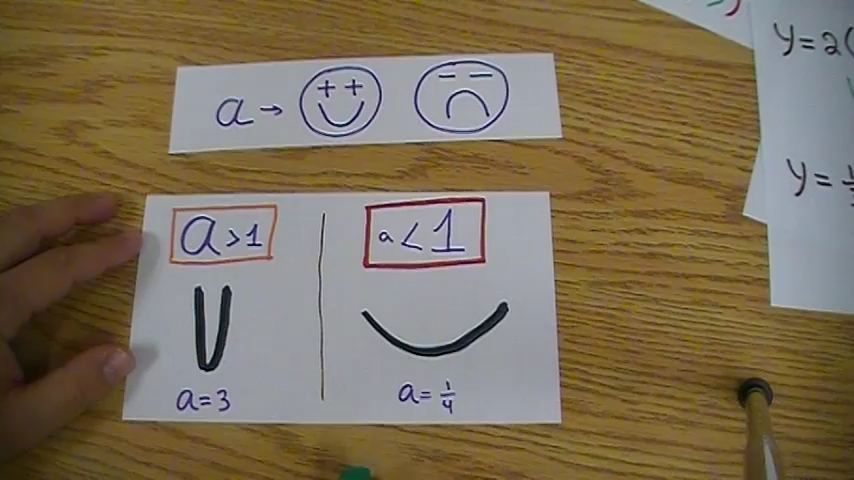 a →
a > 1
a < 1
a = 3
a = 1/4
y = 2(
y =